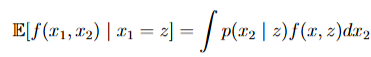 𝔼[f(x₁, x₂) | x₁ = z] = ∫ p(x₂ | z)f(x, z)dx₂